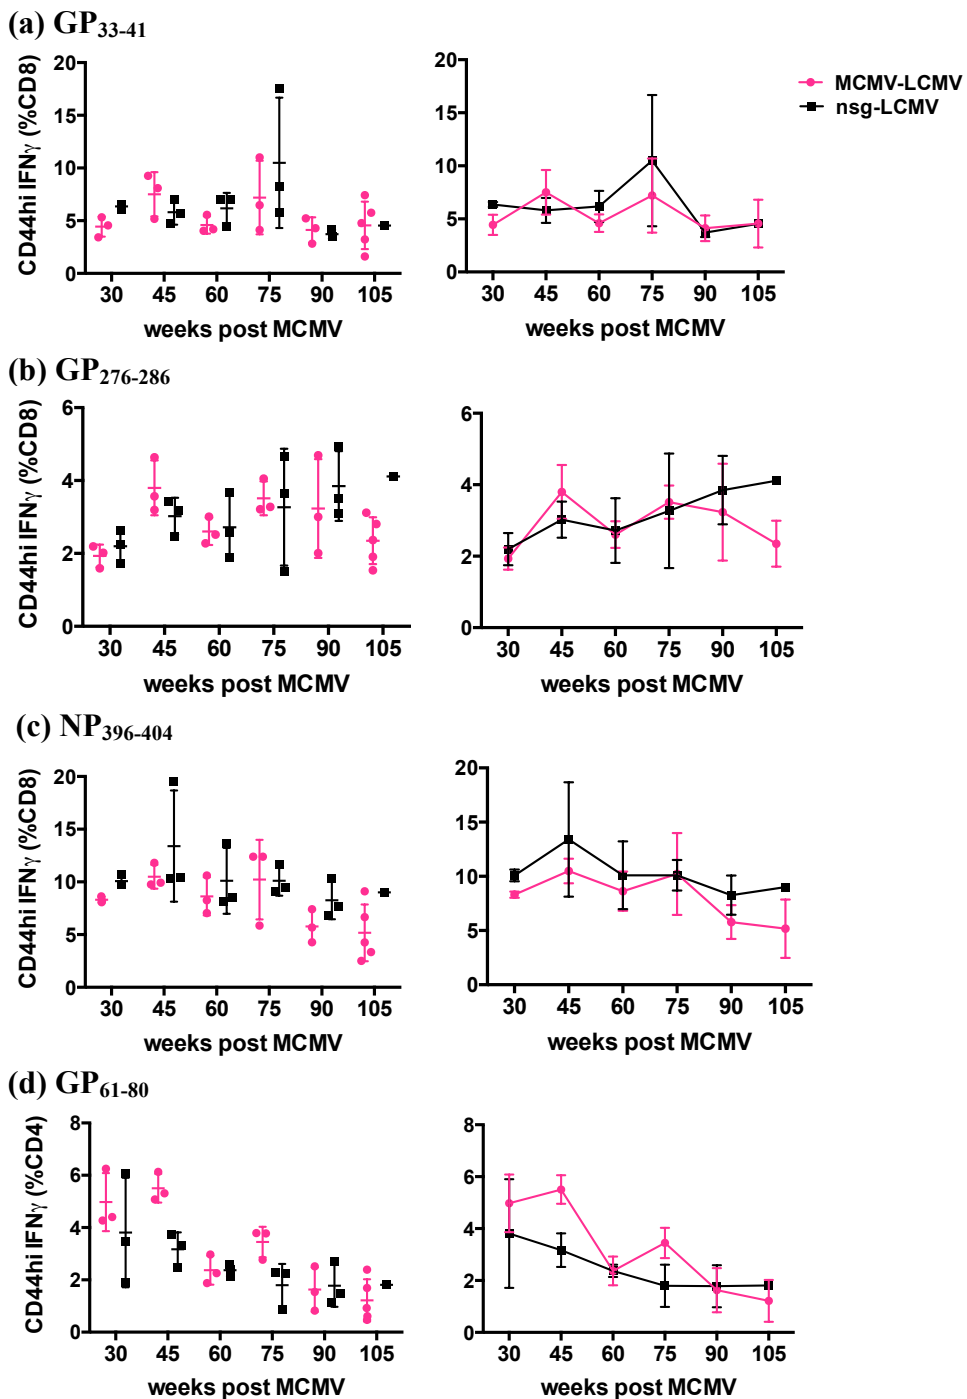 (a) GP33-41
CD44hi IFNγ (%CD8)
20
15
10
5
0
30 45 60 75 90 105
weeks post MCMV
20
15
10
5
0
30 45 60 75 90 105
weeks post MCMV
MCMV-LCMV
nsg-LCMV
(b) GP276-286
CD44hi IFNγ (%CD8)
6
4
2
0
30 45 60 75 90 105
weeks post MCMV
6
4
2
0
30 45 60 75 90 105
weeks post MCMV
(c) NP396-404
CD44hi IFNγ (%CD8)
20
15
10
5
0
30 45 60 75 90 105
weeks post MCMV
20
15
10
5
0
30 45 60 75 90 105
weeks post MCMV
(d) GP61-80
CD44hi IFNγ (%CD4)
8
6
4
2
0
30 45 60 75 90 105
weeks post MCMV
8
6
4
2
0
30 45 60 75 90 105
weeks post MCMV